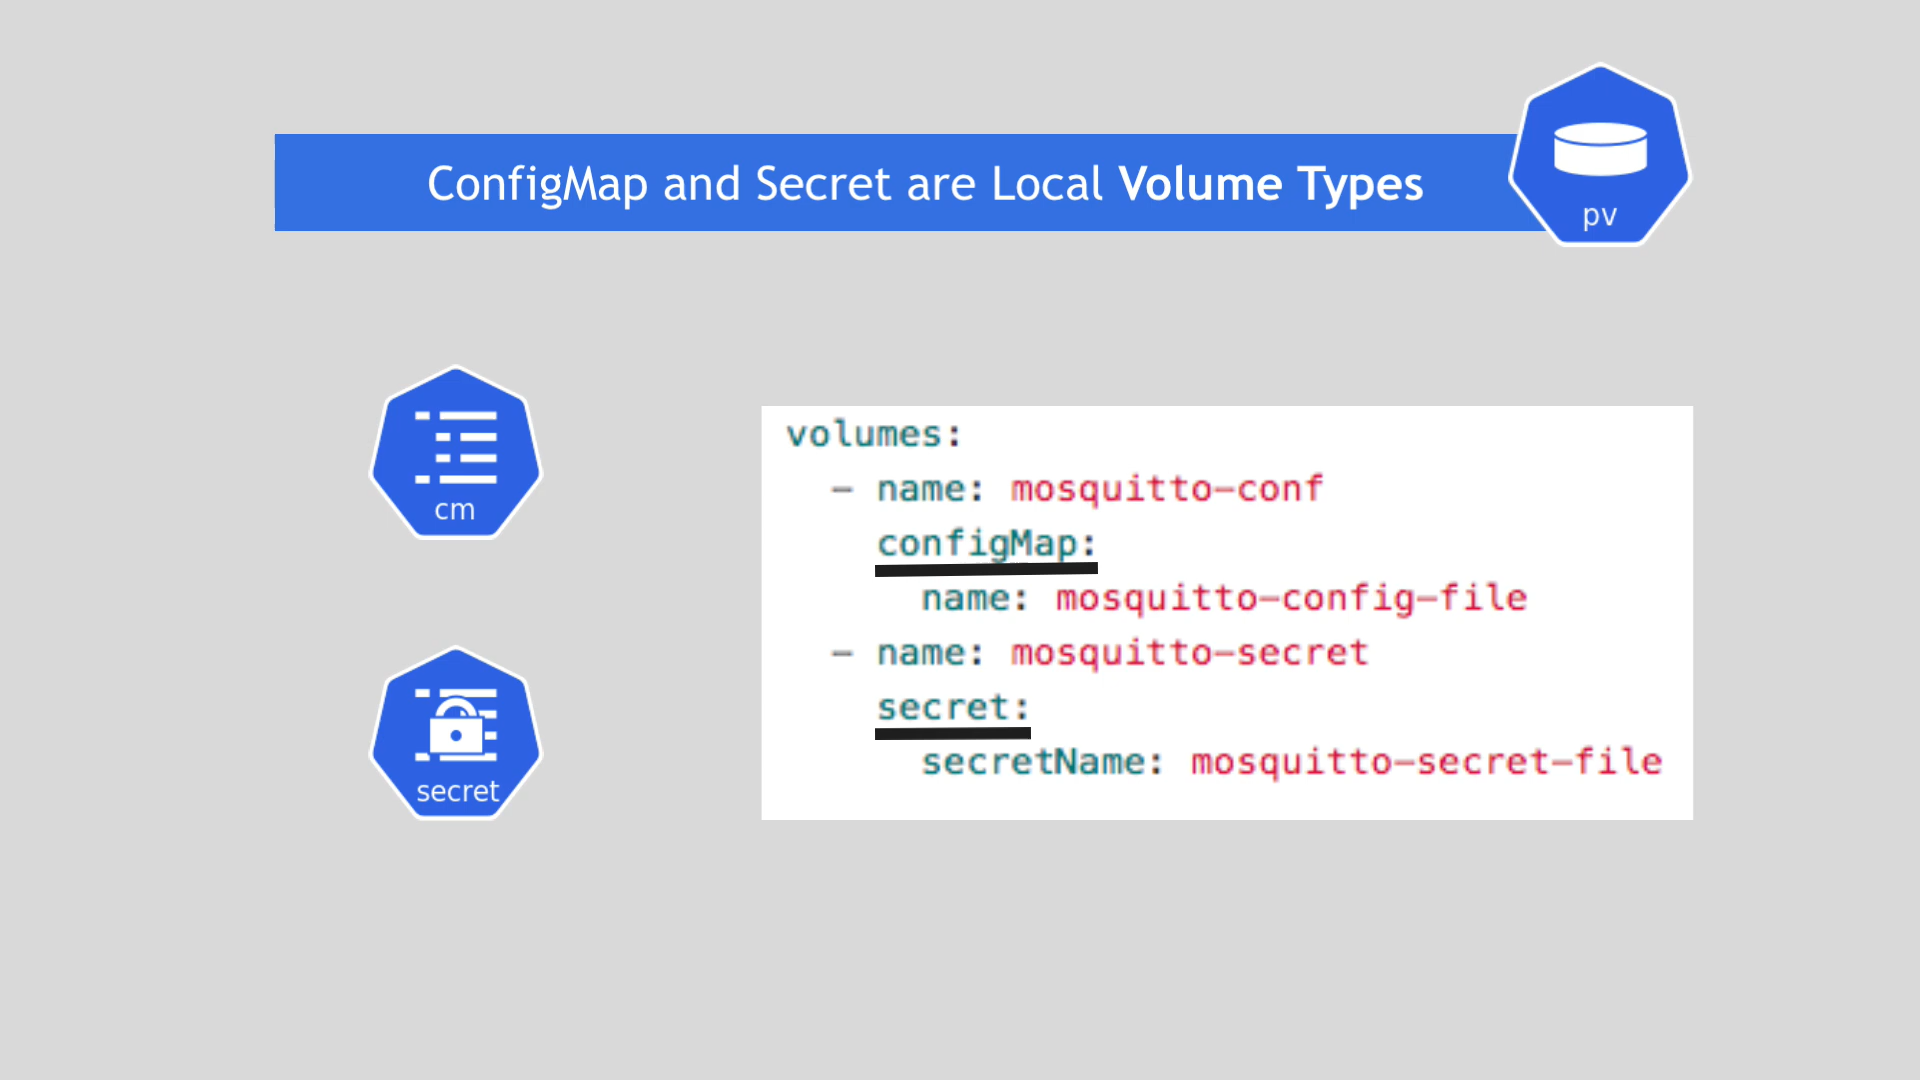 ConfigMap and Secret are Local Volume Types
pv
cm
secret
volumes:
  - name: mosquitto-conf
    configMap:
      name: mosquitto-config-file
  - name: mosquitto-secret
    secret:
      secretName: mosquitto-secret-file